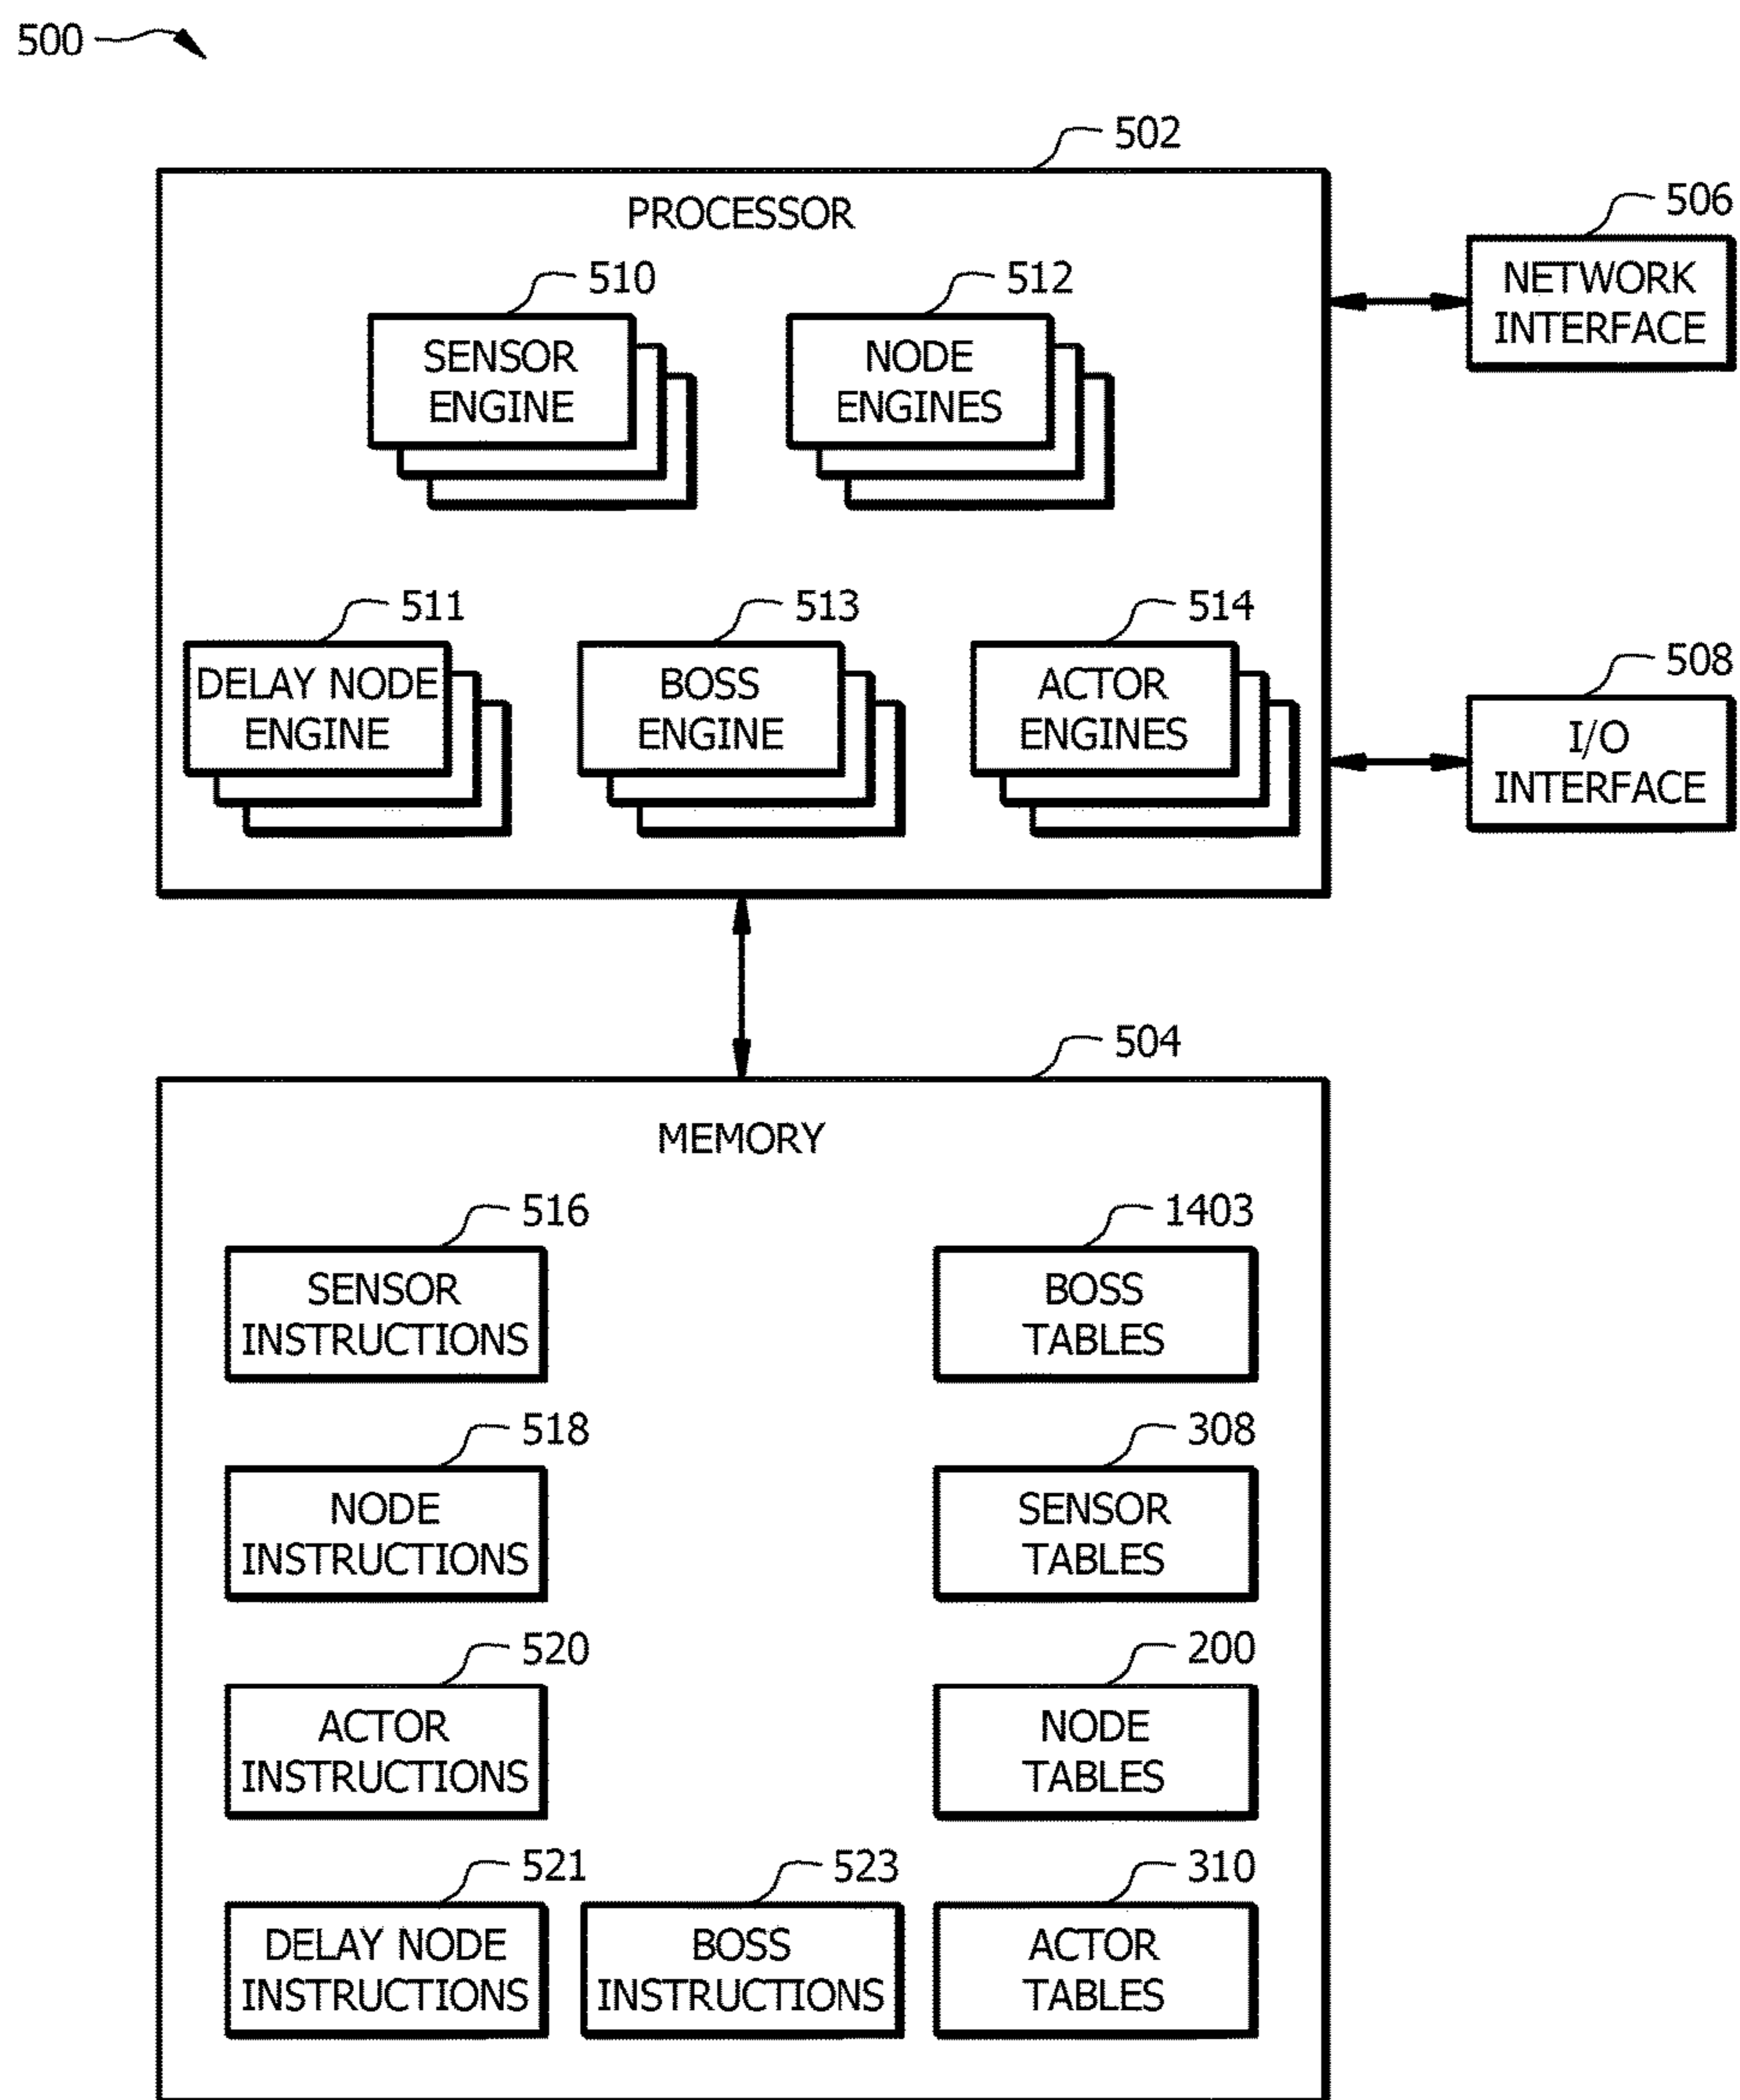 500
502
PROCESSOR
506
NETWORK
INTERFACE
510
SENSOR
ENGINE
512
NODE
ENGINES
511
DELAY NODE
ENGINE
513
BOSS
ENGINE
514
ACTOR
ENGINES
508
I/O
INTERFACE
504
MEMORY
516
SENSOR
INSTRUCTIONS
1403
BOSS
TABLES
518
NODE
INSTRUCTIONS
308
SENSOR
TABLES
520
ACTOR
INSTRUCTIONS
200
NODE
TABLES
521
DELAY NODE
INSTRUCTIONS
523
BOSS
INSTRUCTIONS
310
ACTOR
TABLES